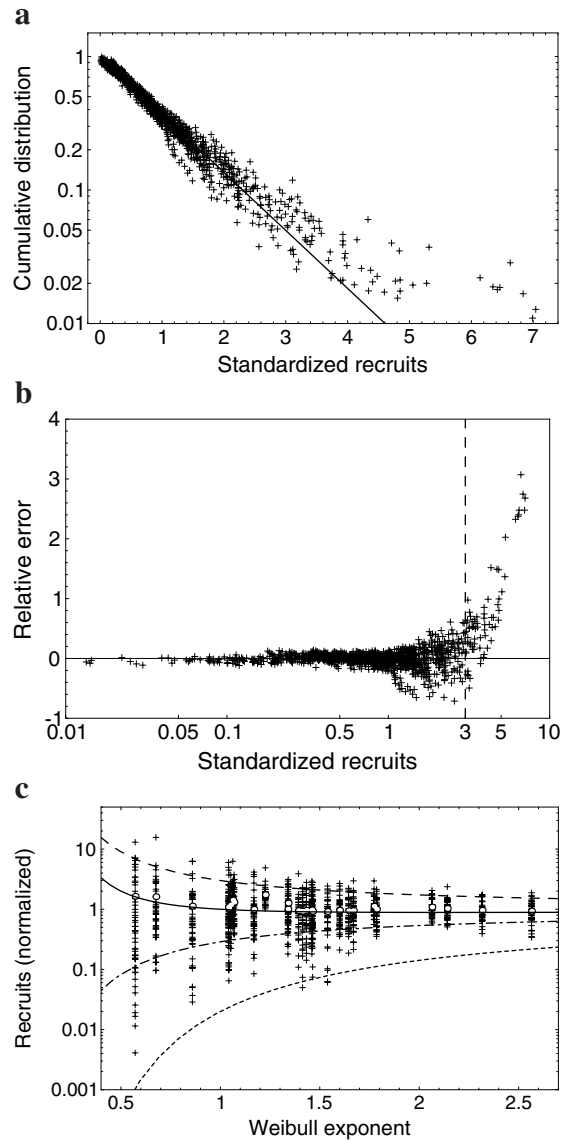 a
1
0.5
0.2
0.1
0.05
0.02
0.01
Cumulative distribution
0 1 2 3 4 5 6 7
Standardized recruits
b
4
3
2
1
0
-1
Relative error
0.01 0.05 0.1 0.5 1 3 5 10
Standardized recruits
c
10
1
0.1
0.01
0.001
Recruits (normalized)
0.5 1 1.5 2 2.5
Weibull exponent